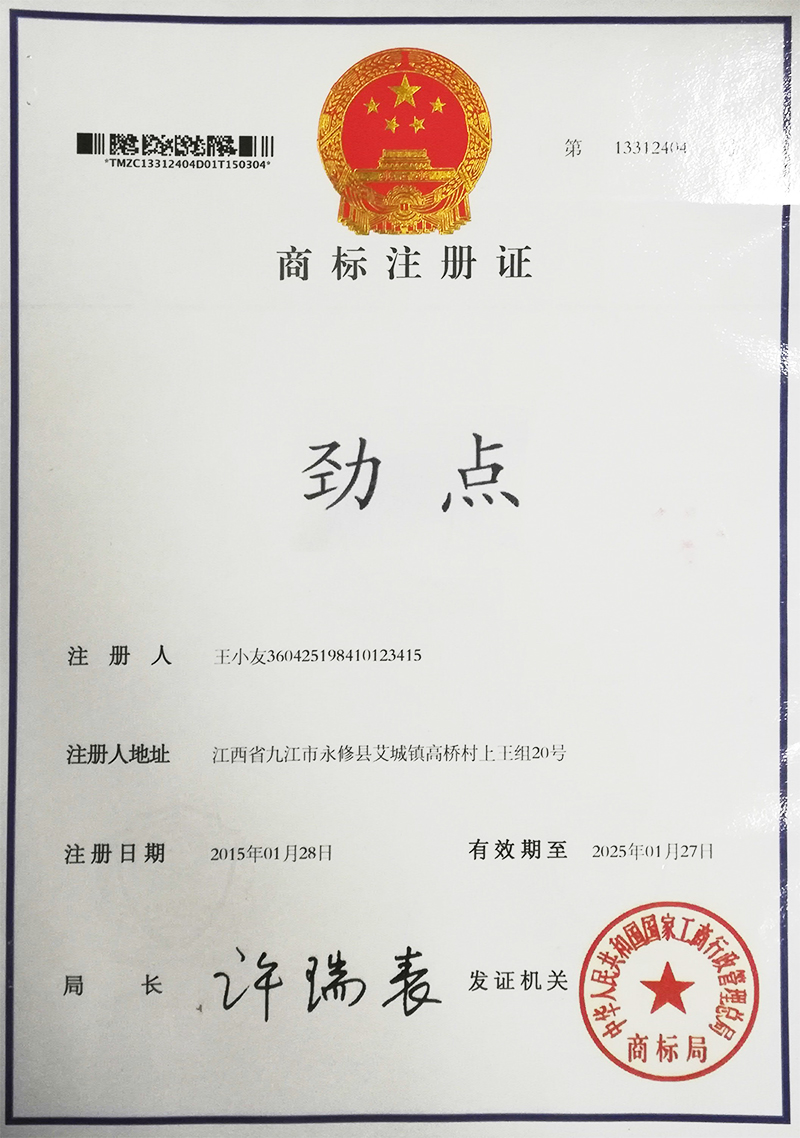 *TMZC13312404D01T150304*
第 13312404 号
商标注册证
劲 点
注 册 人 王小友360425198410123415
注册人地址 江西省九江市永修县艾城镇高桥村上王组20号
注册日期 2015年01月28日 有效期至 2025年01月27日
局 长 许瑞表 发证机关
中华人民共和国国家工商行政管理总局
商标局